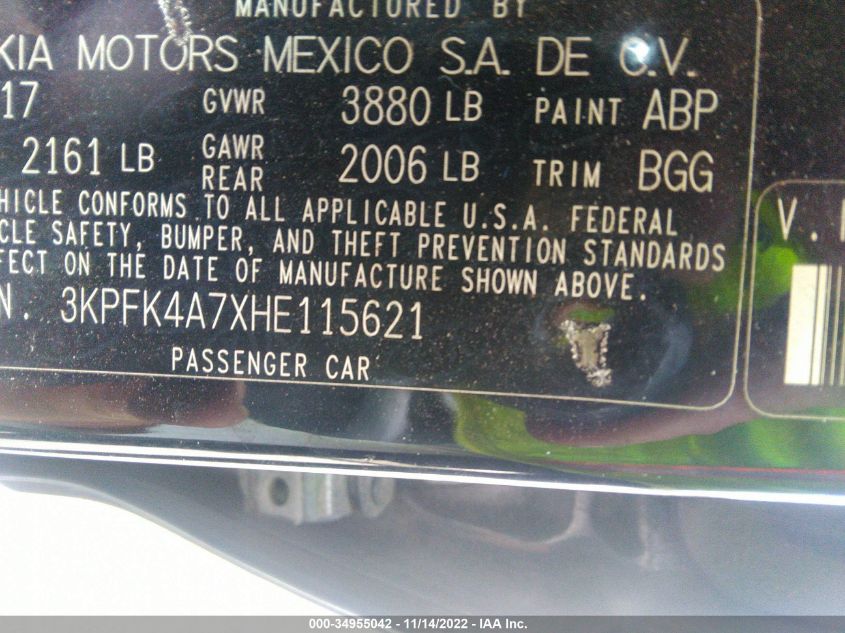 MANUFACTURED BY
KIA MOTORS MEXICO S.A. DE C.V.
17 GVWR 3880 LB PAINT ABP
2161 LB GAWR REAR 2006 LB TRIM BGG
HICLE CONFORMS TO ALL APPLICABLE U.S.A. FEDERAL
CLE SAFETY, BUMPER, AND THEFT PREVENTION STANDARDS
FECT ON THE DATE OF MANUFACTURE SHOWN ABOVE.
N. 3KPFK4A7XHE115621
PASSENGER CAR
V.
000-34955042 - 11/14/2022 - IAA Inc.